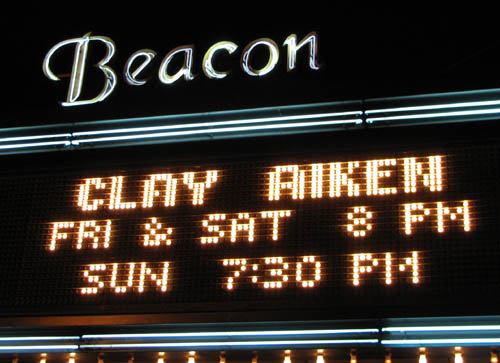 Beacon
CLAY AIKEN
FRI & SAT 8 PM
SUN 7:30 PM